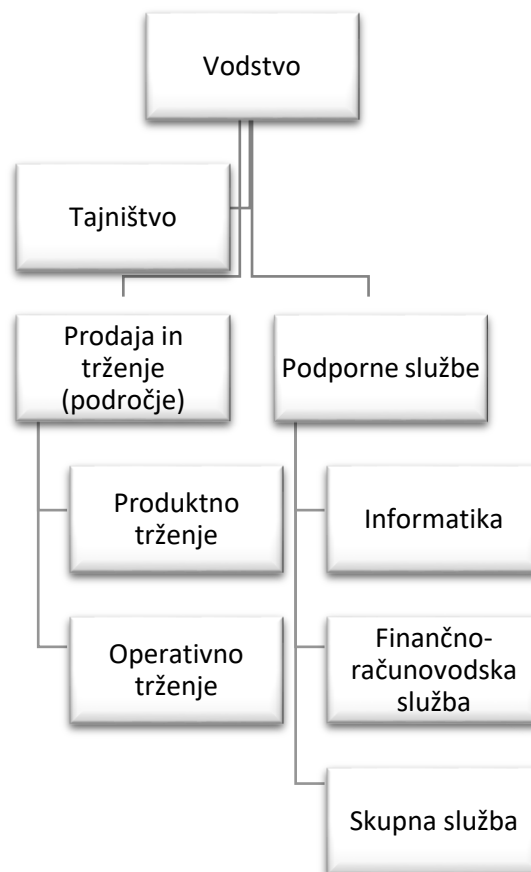 Vodstvo
Tajništvo
Prodaja in
trženje
(področje)
Podporne službe
Produktno
trženje
Informatika
Operativno
trženje
Finančno-
računovodska
služba
Skupna služba